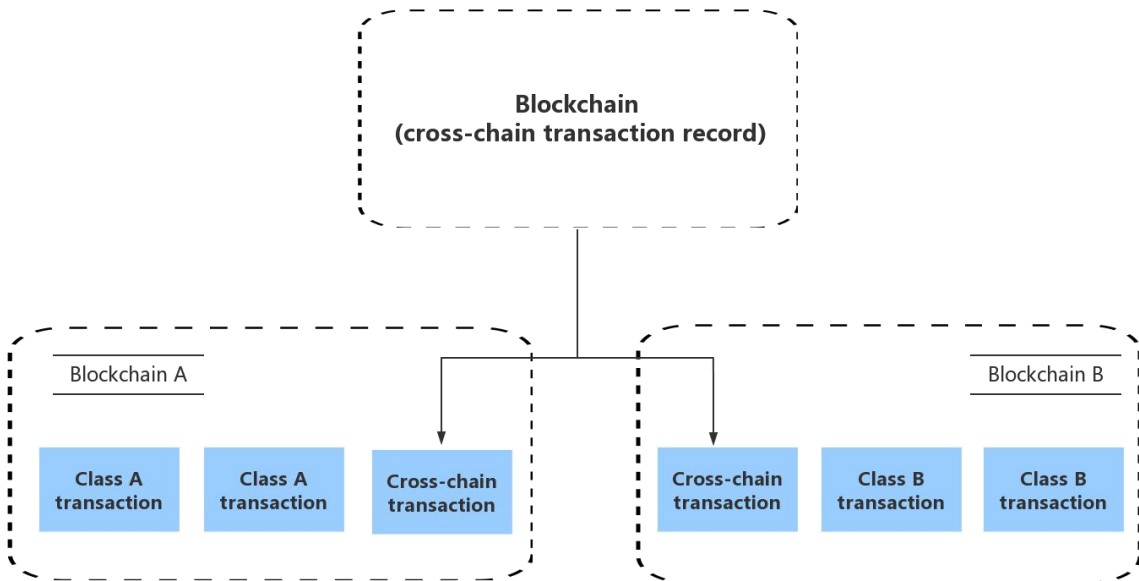 Blockchain
(cross-chain transaction record)
Blockchain A
Blockchain B
Class A
transaction
Class A
transaction
Cross-chain
transaction
Cross-chain
transaction
Class B
transaction
Class B
transaction